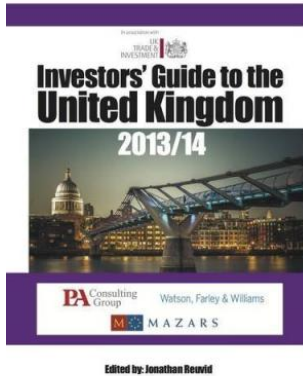 In association with
UK
TRADE &
INVESTMENT
Investors' Guide to the
United Kingdom
2013/14
PA Consulting
Group
Watson, Farley & Williams
MAZARS
Edited by: Jonathan Reuvid